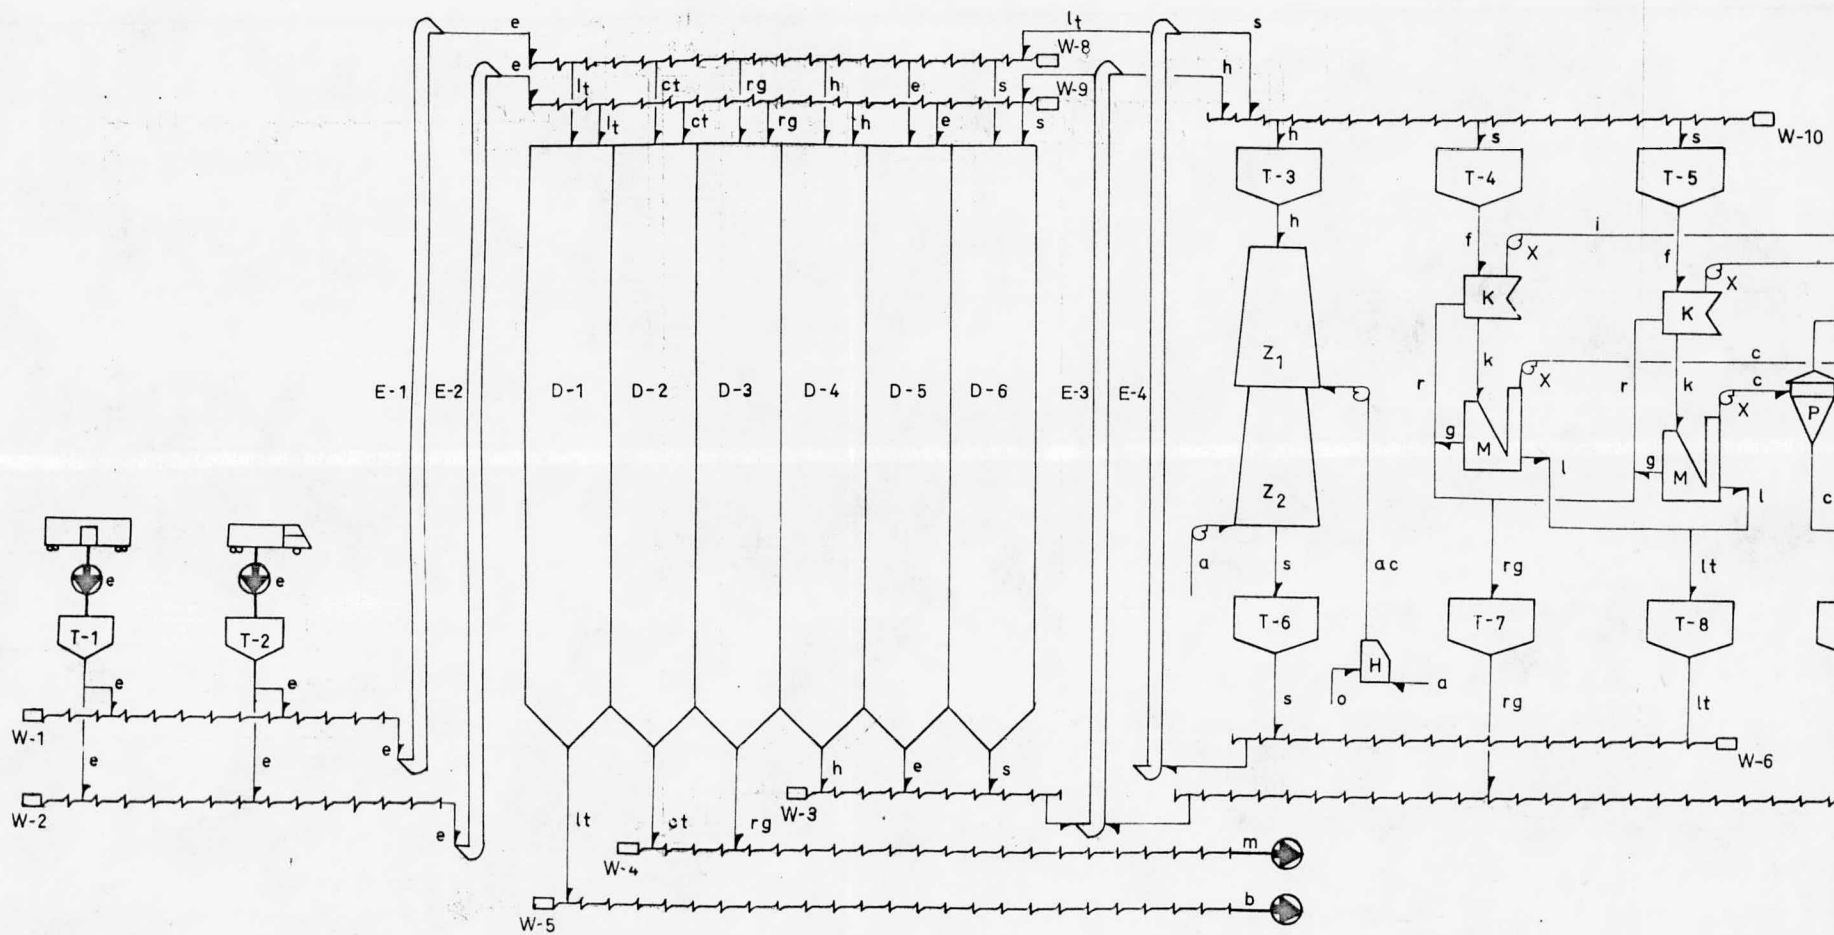 e lt s
W-8
e lt ct rg h e s W-9 h
lt ct rg h e s
h s s W-10
T-3 T-4 T-5
h f i f
X X
K K
Z1 k c
E-1 E-2 D-1 D-2 D-3 D-4 D-5 D-6 E-3 E-4 r X r k c
X P
g M l g M l
Z2 c
a s ac rg lt
e e
T-1 T-2 T-6 T-7 T-8
H
e e o a
s rg lt
W-1 e W-6
e e h e s
W-2 W-3
e lt ct rg m
W-4
b
W-5